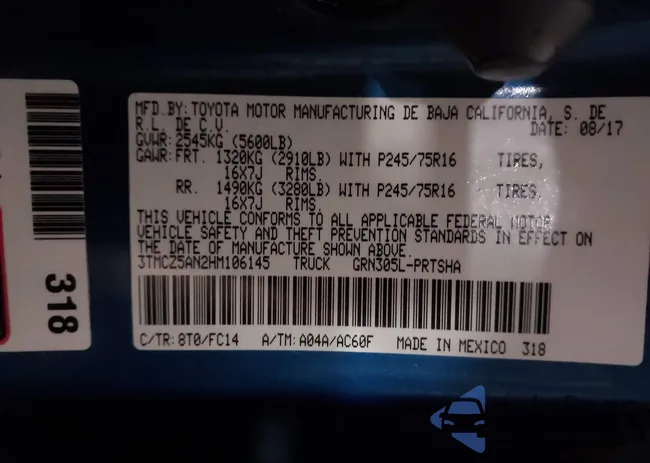 MFD.BY: TOYOTA MOTOR MANUFACTURING DE BAJA CALIFORNIA, S. DE
R.L. DE C.V. DATE: 08/17
GVWR: 2545KG (5600LB)
GAWR: FRT. 1320KG (2910LB) WITH P245/75R16 TIRES,
16X7J RIMS.
RR. 1490KG (3280LB) WITH P245/75R16 TIRES,
16X7J RIMS.
THIS VEHICLE CONFORMS TO ALL APPLICABLE FEDERAL MOTOR
VEHICLE SAFETY AND THEFT PREVENTION STANDARDS IN EFFECT ON
THE DATE OF MANUFACTURE SHOWN ABOVE.
3TMCZ5AN2HM106145 TRUCK GRN305L-PRTSHA
C/TR: 8T0/FC14 A/TM: A04A/AC60F MADE IN MEXICO 318
318